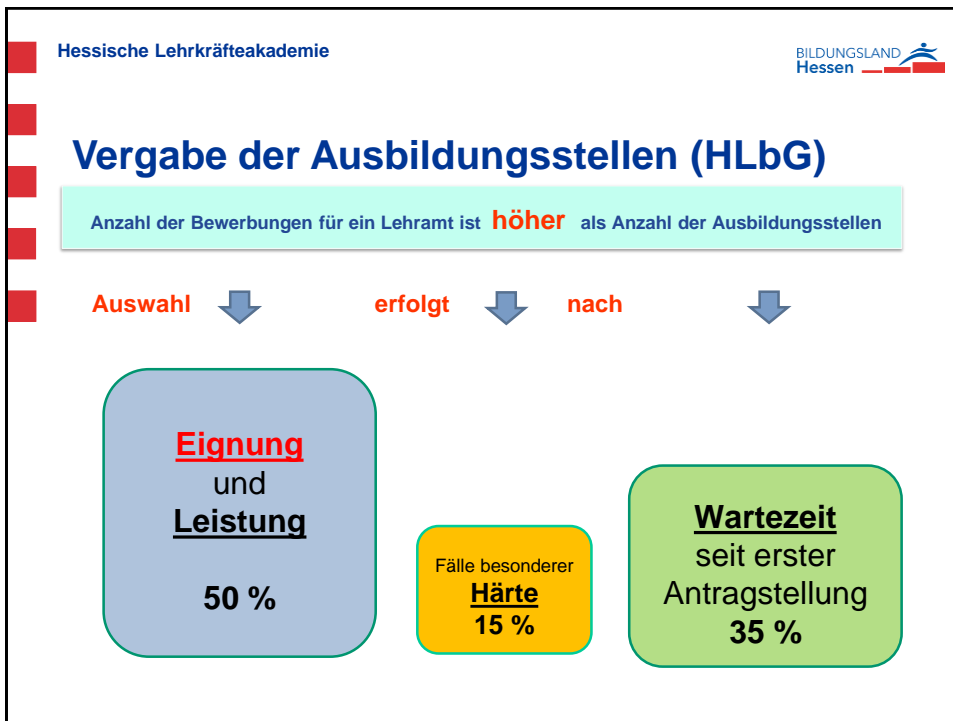 Hessische Lehrkräfteakademie
BILDUNGSLAND
Hessen
Vergabe der Ausbildungsstellen (HLbG)
Anzahl der Bewerbungen für ein Lehramt ist höher als Anzahl der Ausbildungsstellen
Auswahl erfolgt nach
Eignung
und
Leistung
50 %
Fälle besonderer
Härte
15 %
Wartezeit
seit erster
Antragstellung
35 %